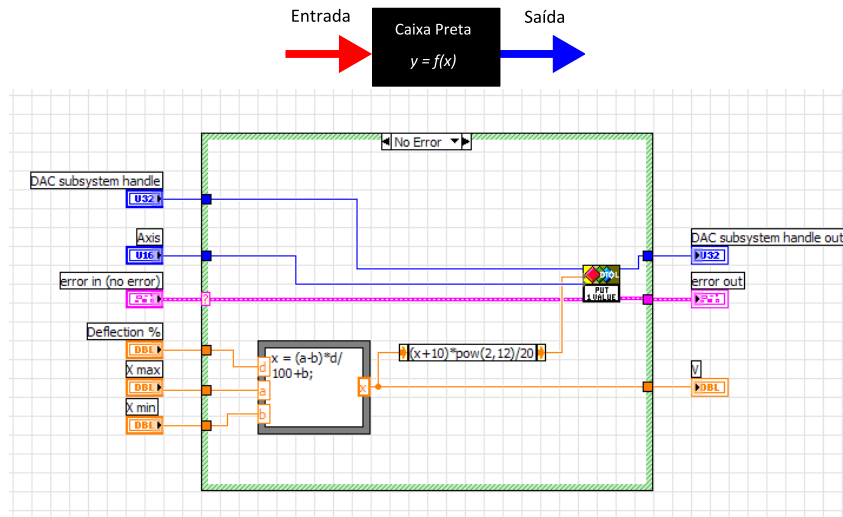 Entrada
Saída
Caixa Preta
y = f(x)
No Error
DAC subsystem handle
U32
Axis
U16
error in (no error)
?
Deflection %
DBL
X max
DBL
X min
DBL
d
a
b
x = (a-b)*d/
100+b;
x
(x+10)*pow(2,12)/20
PUT
1 VALUE
DAC subsystem handle out
U32
error out
V
DBL